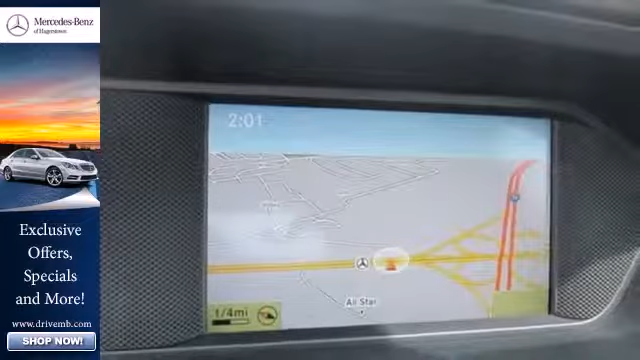 Mercedes-Benz
of Hagerstown
Exclusive
Offers,
Specials
and More!
www.drivemb.com
SHOP NOW!
2:01
1/4mi
All Star